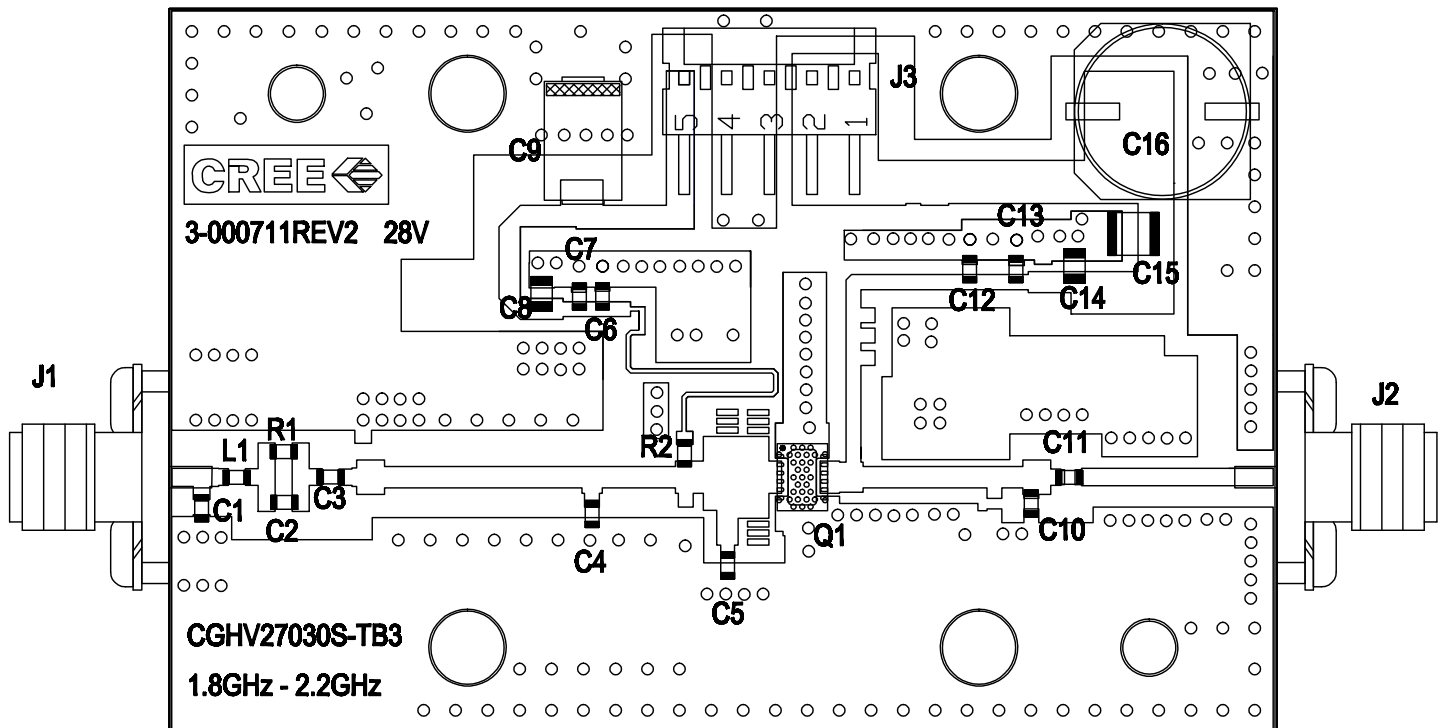 J3
5 4 3 2 1
C9
C16
CREE
3-000711REV2 28V
C13
C7
C15
C8
C6
C12
C14
J1
J2
R1
L1
R2
C11
C1
C2
C3
C4
Q1
C10
C5
CGHV27030S-TB3
1.8GHz - 2.2GHz